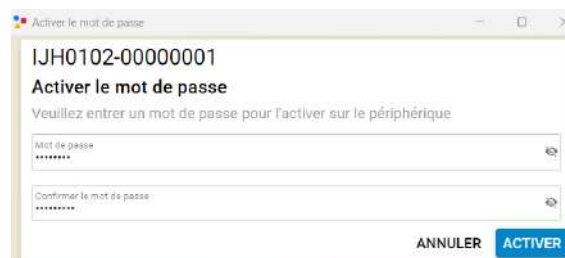 Activer le mot de passe
IJH0102-00000001
Activer le mot de passe
Veuillez entrer un mot de passe pour l'activer sur le périphérique
Mot de passe
••••••••
Confirmer le mot de passe
•••••••••
ANNULER ACTIVER